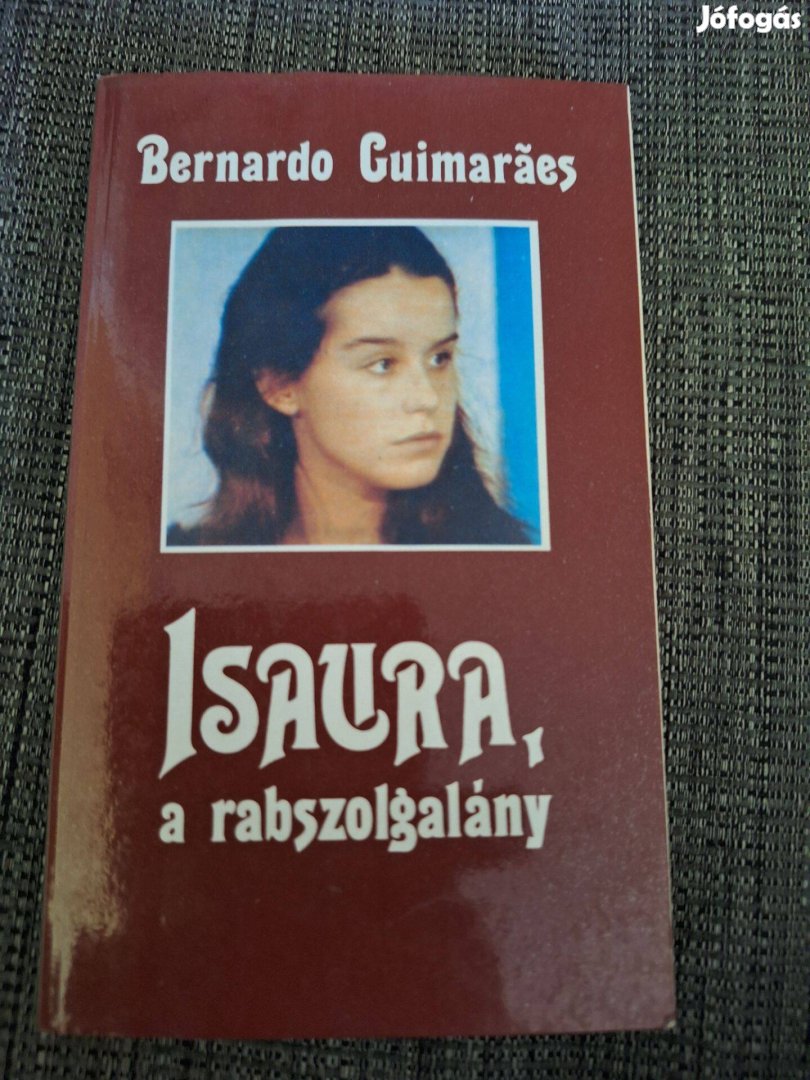 Jófogás
Bernardo Guimarães
ISAURA,
a rabszolgalány